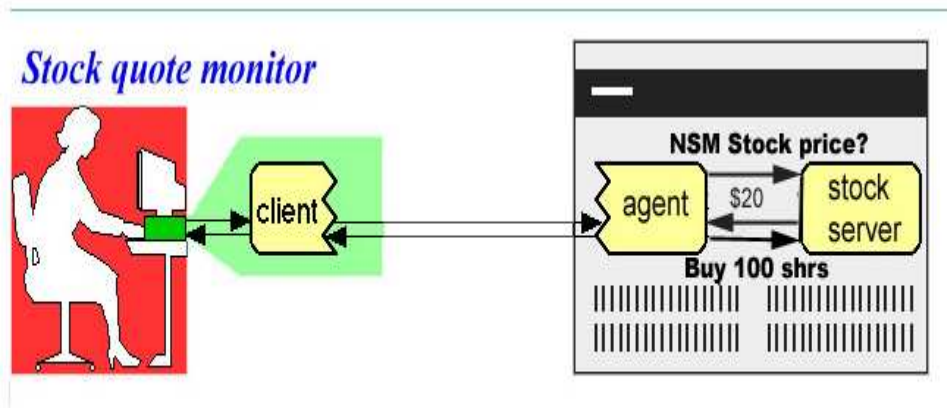 Stock quote monitor
NSM Stock price?
client
agent
$20
stock
server
Buy 100 shrs